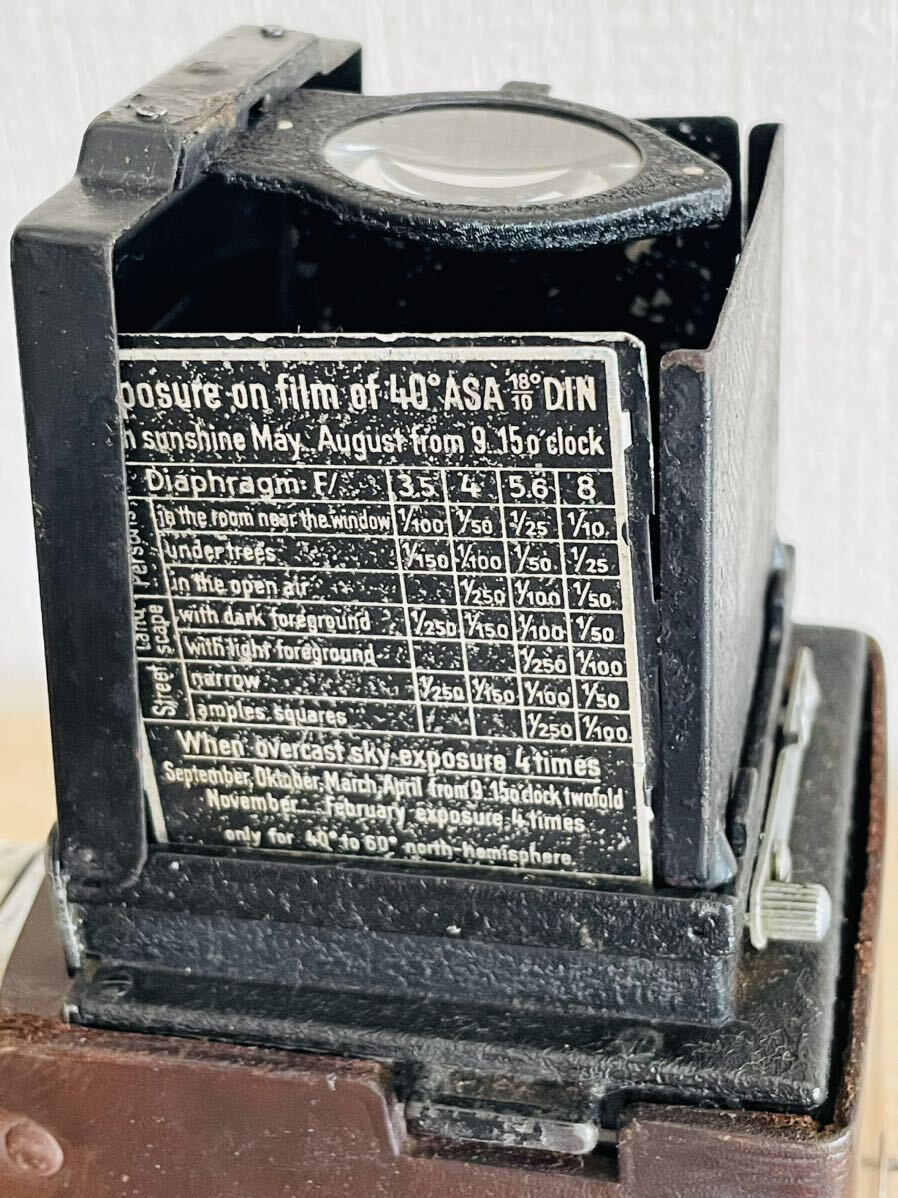 posure on film of 40° ASA 18°/10 DIN
n sunshine May...August from 9...15 o'clock
Diaphragm: F/ 3,5 4 5,6 8
Persons, in the room near the window 1/100 1/50 1/25 1/10
under trees 1/150 1/100 1/50 1/25
in the open air 1/250 1/100 1/50
Land scape with dark foreground 1/250 1/150 1/100 1/50
with light foreground 1/250 1/100
Street narrow 1/250 1/150 1/100 1/50
amples, squares 1/250 1/100
When overcast sky exposure 4 times
September, Oktober, March, April from 9...15 o'clock twofold
November...February exposure 4 times
only for 40° to 60° north-hemisphere.